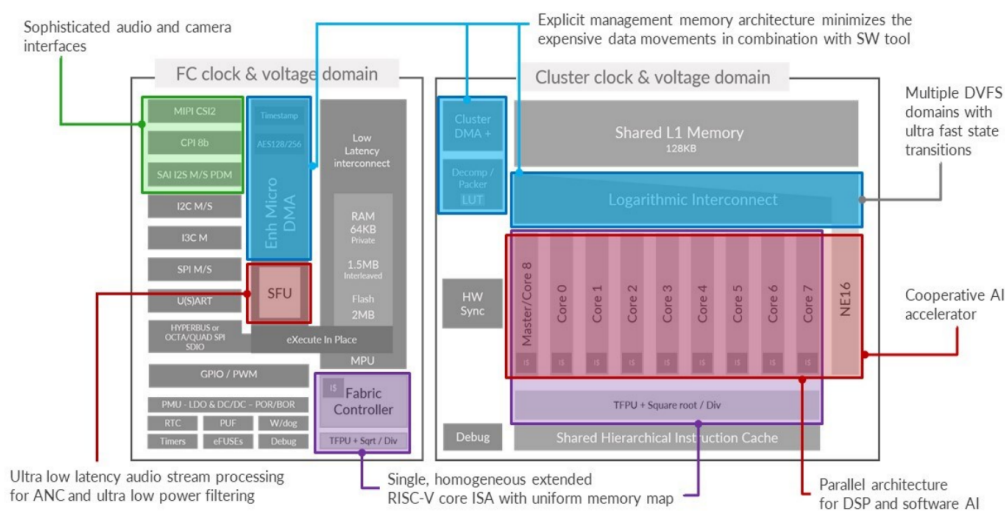 Sophisticated audio and camera
interfaces
Explicit management memory architecture minimizes the
expensive data movements in combination with SW tool
Multiple DVFS
domains with
ultra fast state
transitions
FC clock & voltage domain
MIPI CSI2
CPI 8b
SAI I2S M/S PDM
I2C M/S
I3C M
SPI M/S
U(S)ART
HYPERBUS or
OCTA/QUAD SPI
SDIO
Timestamp
AES128/256
Enh Micro
DMA
SFU
Low
Latency
interconnect
RAM
64KB
Private
1.5MB
Interleaved
Flash
2MB
eXecute In Place
MPU
GPIO / PWM
PMU - LDO & DC/DC – POR/BOR
RTC
PUF
W/dog
Timers
eFUSEs
Debug
I$
Fabric
Controller
TFPU + Sqrt / Div
Cluster clock & voltage domain
Cluster
DMA +
Decomp /
Packer
LUT
Shared L1 Memory
128KB
Logarithmic Interconnect
HW
Sync
Master/Core 8
Core 0
Core 1
Core 2
Core 3
Core 4
Core 5
Core 6
Core 7
NE16
I$
I$
I$
I$
I$
I$
I$
I$
I$
TFPU + Square root / Div
Debug
Shared Hierarchical Instruction Cache
Cooperative AI
accelerator
Ultra low latency audio stream processing
for ANC and ultra low power filtering
Single, homogeneous extended
RISC-V core ISA with uniform memory map
Parallel architecture
for DSP and software AI